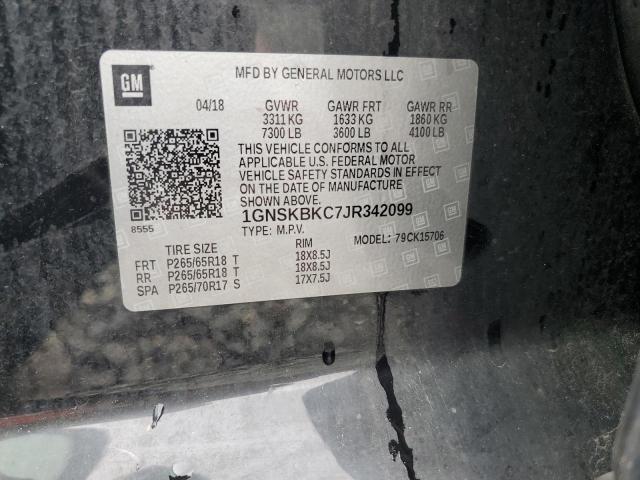 GM
MFD BY GENERAL MOTORS LLC
04/18 GVWR GAWR FRT GAWR RR
3311 KG 1633 KG 1860 KG
7300 LB 3600 LB 4100 LB
THIS VEHICLE CONFORMS TO ALL
APPLICABLE U.S. FEDERAL MOTOR
VEHICLE SAFETY STANDARDS IN EFFECT
ON THE DATE OF MANUFACTURE
SHOWN ABOVE.
8555 1GNSKBKC7JR342099
TYPE: M.P.V. MODEL: 79CK15706
TIRE SIZE RIM
FRT P265/65R18 T 18X8.5J
RR P265/65R18 T 18X8.5J
SPA P265/70R17 S 17X7.5J